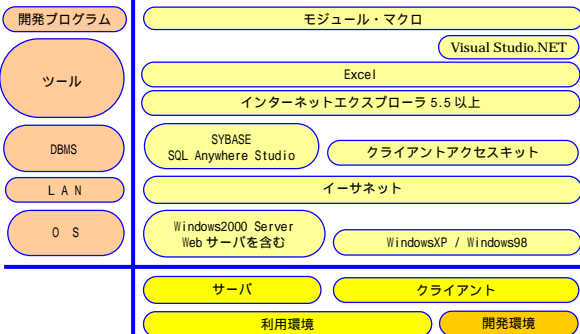 開発プログラム
モジュール・マクロ
Visual Studio.NET
ツール
Excel
インターネットエクスプローラ 5.5 以上
DBMS
SYBASE
SQL Anywhere Studio
クライアントアクセスキット
ＬＡＮ
イーサネット
ＯＳ
Windows2000 Server
Web サーバを含む
WindowsXP / Windows98
サーバ
クライアント
利用環境
開発環境